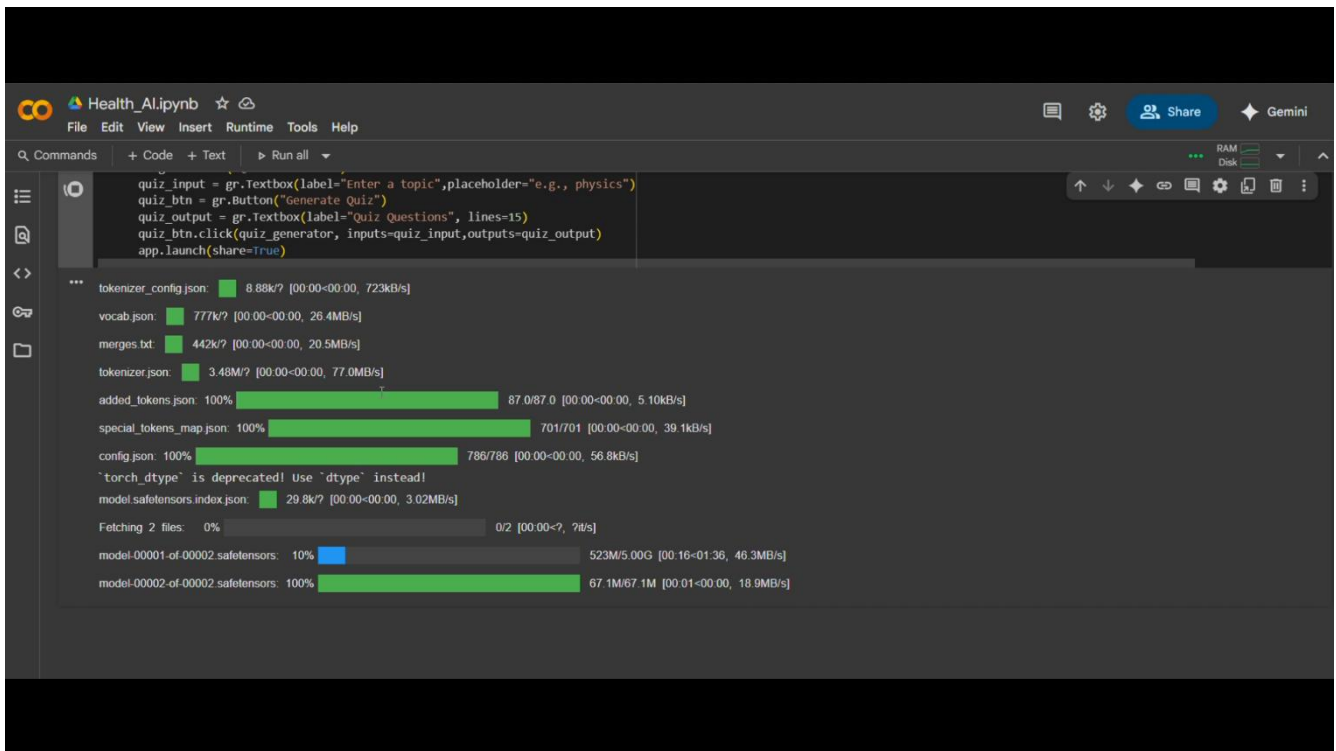 Health_AI.ipynb
Share
Gemini
File Edit View Insert Runtime Tools Help
Commands + Code + Text Run all
RAM
Disk
quiz_input = gr.Textbox(label="Enter a topic",placeholder="e.g., physics")
quiz_btn = gr.Button("Generate Quiz")
quiz_output = gr.Textbox(label="Quiz Questions", lines=15)
quiz_btn.click(quiz_generator, inputs=quiz_input,outputs=quiz_output)
app.launch(share=True)
tokenizer_config.json: 8.88k/? [00:00<00:00, 723kB/s]
vocab.json: 777k/? [00:00<00:00, 26.4MB/s]
merges.txt: 442k/? [00:00<00:00, 20.5MB/s]
tokenizer.json: 3.48M/? [00:00<00:00, 77.0MB/s]
added_tokens.json: 100% 87.0/87.0 [00:00<00:00, 5.10kB/s]
special_tokens_map.json: 100% 701/701 [00:00<00:00, 39.1kB/s]
config.json: 100% 786/786 [00:00<00:00, 56.8kB/s]
`torch_dtype` is deprecated! Use `dtype` instead!
model.safetensors.index.json: 29.8k/? [00:00<00:00, 3.02MB/s]
Fetching 2 files: 0% 0/2 [00:00<?, ?it/s]
model-00001-of-00002.safetensors: 10% 523M/5.00G [00:16<01:36, 46.3MB/s]
model-00002-of-00002.safetensors: 100% 67.1M/67.1M [00:01<00:00, 18.9MB/s]